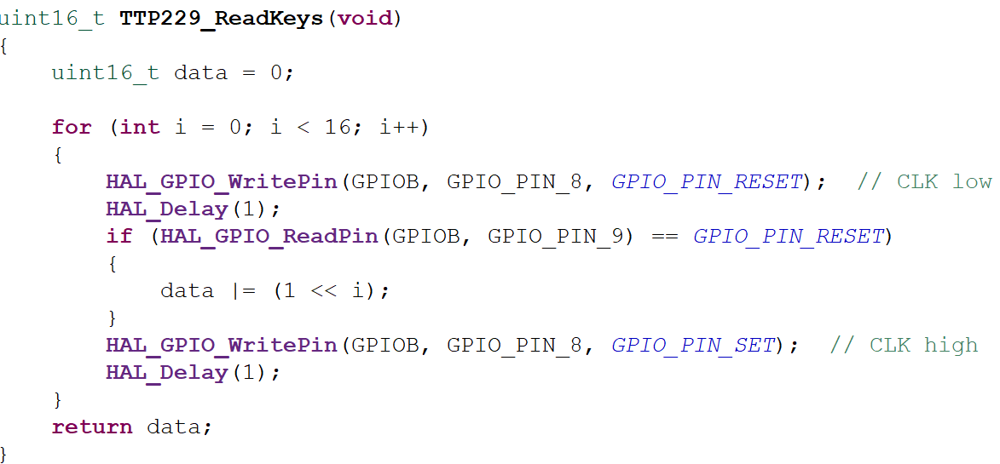 uint16_t TTP229_ReadKeys(void)
{
    uint16_t data = 0;

    for (int i = 0; i < 16; i++)
    {
        HAL_GPIO_WritePin(GPIOB, GPIO_PIN_8, GPIO_PIN_RESET);  // CLK low
        HAL_Delay(1);
        if (HAL_GPIO_ReadPin(GPIOB, GPIO_PIN_9) == GPIO_PIN_RESET)
        {
            data |= (1 << i);
        }
        HAL_GPIO_WritePin(GPIOB, GPIO_PIN_8, GPIO_PIN_SET);  // CLK high
        HAL_Delay(1);
    }
    return data;
}